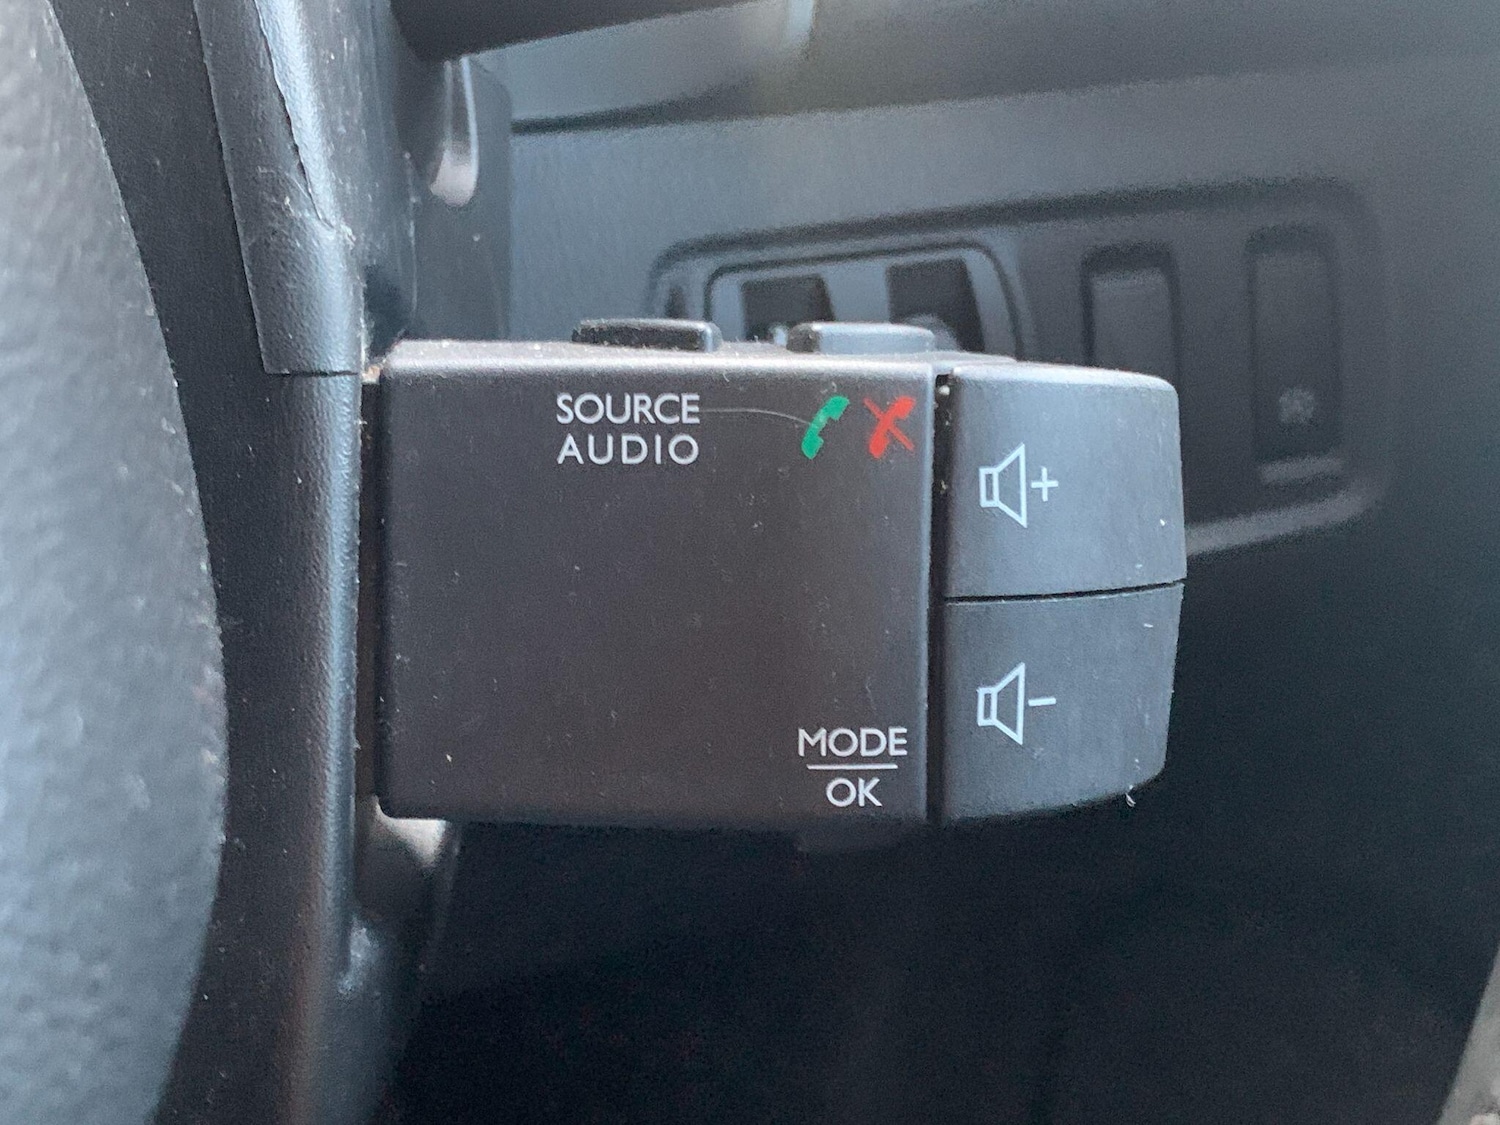 SOURCE
AUDIO
+
-
MODE
OK